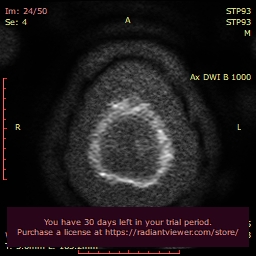 Im: 24/50
Se: 4
A
STP93
STP93
M
Ax DWI B 1000
R
L
You have 30 days left in your trial period.
Purchase a license at https://radiantviewer.com/store/